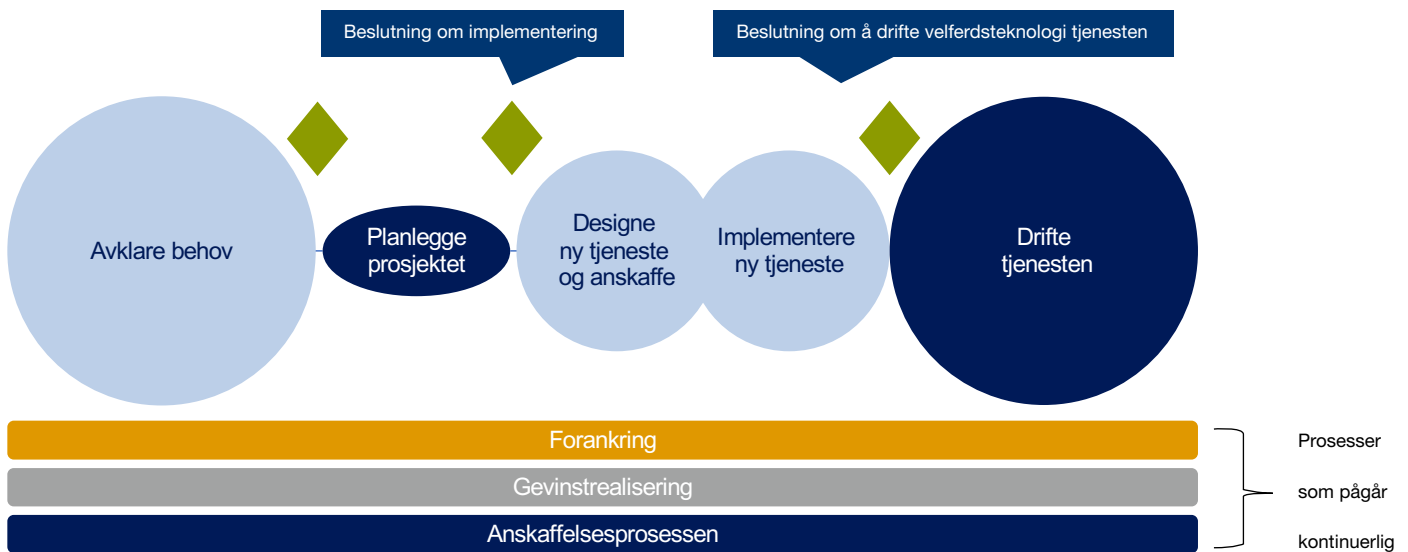 Beslutning om implementering
Beslutning om å drifte velferdsteknologi tjenesten
Avklare behov
Planlegge
prosjektet
Designe
ny tjeneste
og anskaffe
Implementere
ny tjeneste
Drifte
tjenesten
Forankring
Gevinstrealisering
Anskaffelsesprosessen
Prosesser
som pågår
kontinuerlig